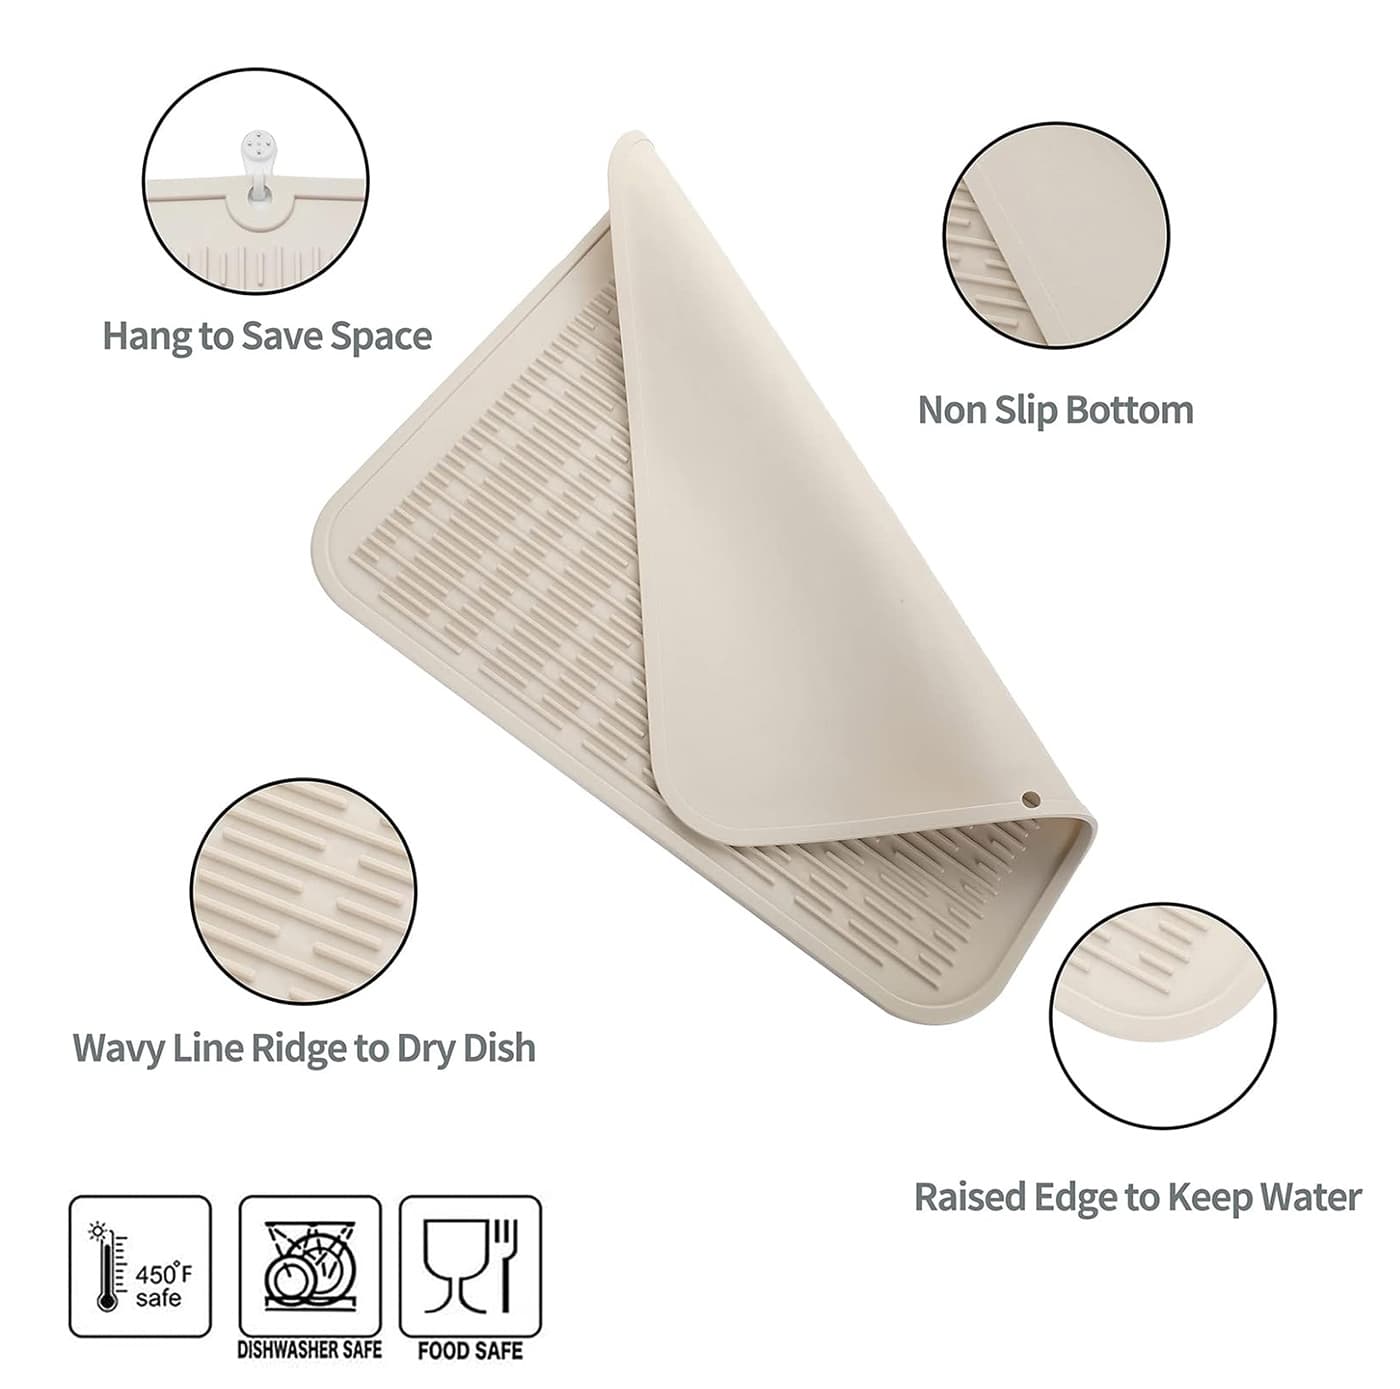 Hang to Save Space
Non Slip Bottom
Wavy Line Ridge to Dry Dish
Raised Edge to Keep Water
450°F
safe
DISHWASHER SAFE
FOOD SAFE